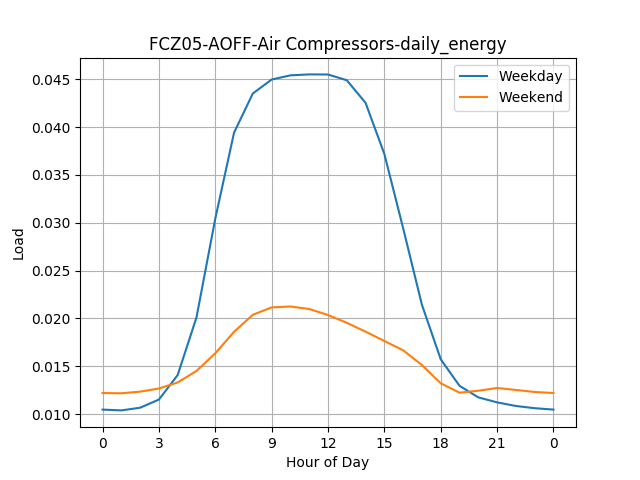 FCZ05-AOFF-Air Compressors-daily_energy
Weekday
Weekend
0.045
0.040
0.035
0.030
0.025
0.020
0.015
0.010
Load
0 3 6 9 12 15 18 21 0
Hour of Day